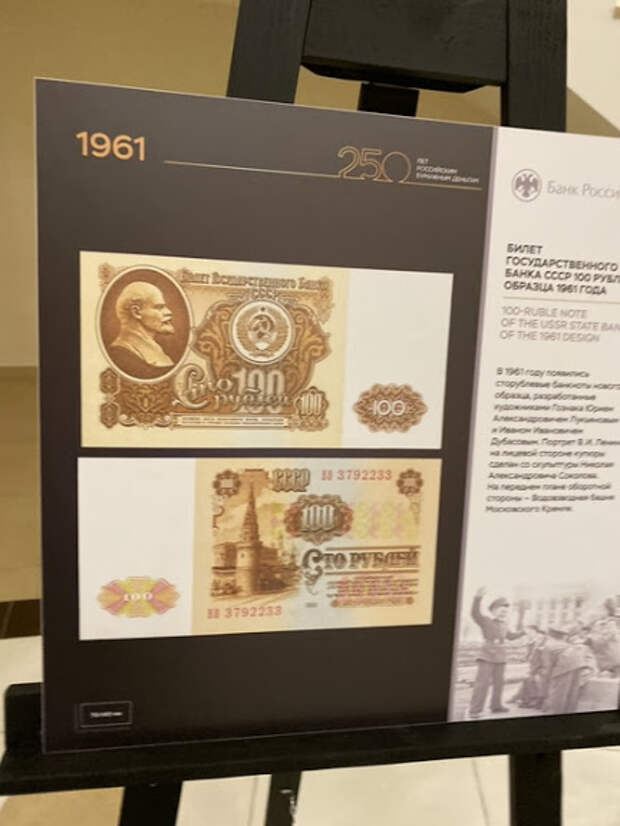 1961
250
ЛЕТ
РОССИЙСКИМ
БУМАЖНЫМ ДЕНЬГАМ
Билет Государственного Банка
СССР
Сто 100
рублей
100
100
СССР
ВВ 3792233
100
Сто рублей
100
ВВ 3792233
Банк Росси
БИЛЕТ
ГОСУДАРСТВЕННОГО
БАНКА СССР 100 РУБЛ
ОБРАЗЦА 1961 ГОДА
100-RUBLE NOTE
OF THE USSR STATE BAN
OF THE 1961 DESIGN
В 1961 году появились
сторублевые банкноты нового
образца, разработанные
художниками Гознака Юрием
Александровичем Лукиновым
и Иваном Ивановичем
Дубасовым. Портрет В.И. Ленин
на лицевой стороне купюры
сделан со скульптуры Николая
Александровича Соколова.
На переднем плане оборотной
стороны – Водовзводная башня
Московского Кремля.